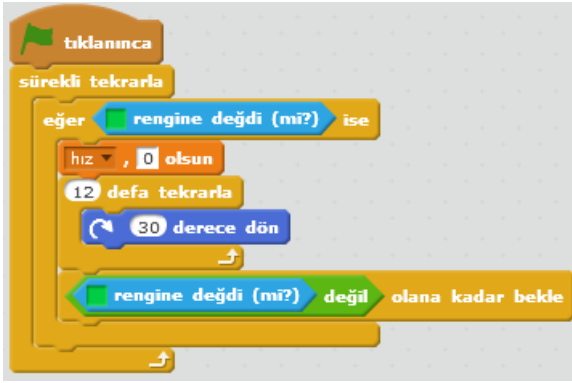 tıklanınca
sürekli tekrarla
eğer rengine değdi (mi?) ise
hız , 0 olsun
12 defa tekrarla
30 derece dön
rengine değdi (mi?) değil olana kadar bekle